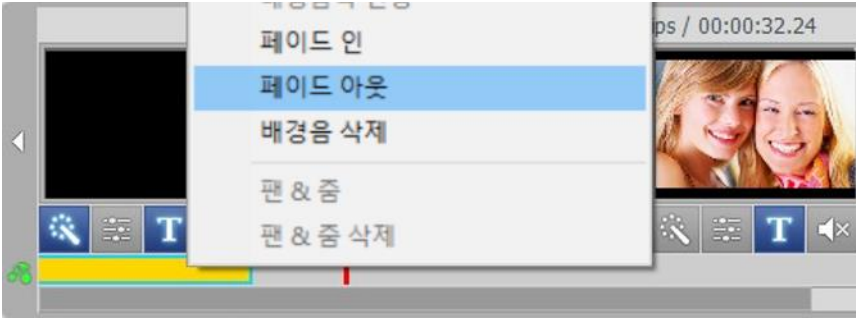 ps / 00:00:32.24
페이드 인
페이드 아웃
배경음 삭제
팬 & 줌
팬 & 줌 삭제
T
T